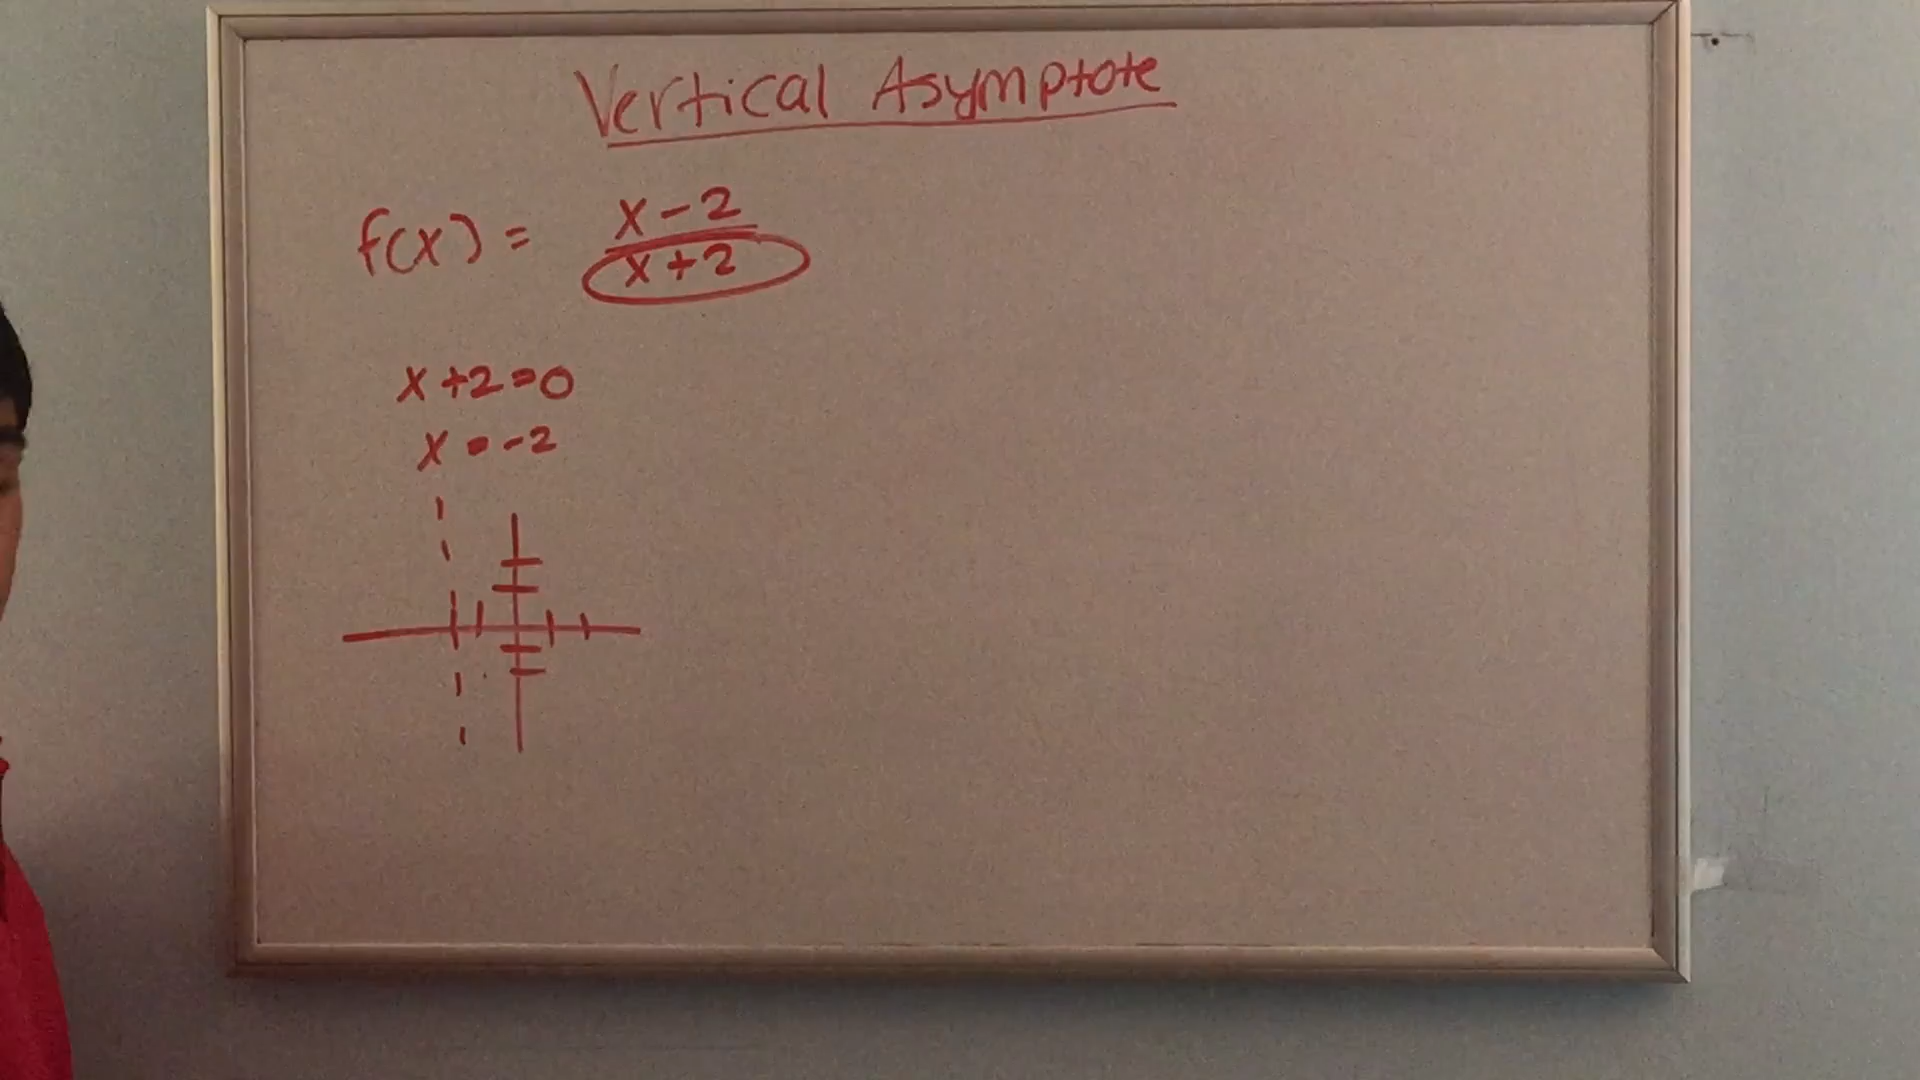 Vertical Asymptote
f(x) = x-2
x+2
x+2=0
x=-2